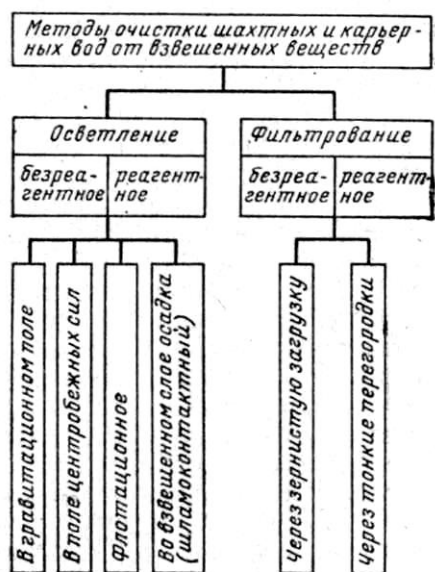 Методы очистки шахтных и карьер-
ных вод от взвешенных веществ
Осветление
безреа-
гентное
реагент-
ное
Фильтрование
безреа-
гентное
реагент-
ное
В гравитационном поле
В поле центробежных сил
Флотационное
Во взвешенном слое осадка
(шламоконтактный)
Через зернистую загрузку
Через тонкие перегородки